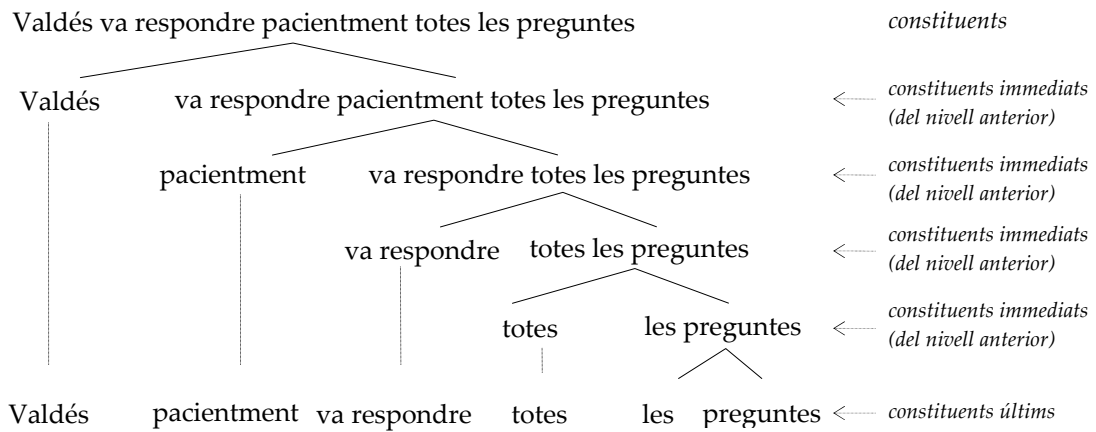 Valdés va respondre pacientment totes les preguntes constituents
Valdés va respondre pacientment totes les preguntes constituents immediats
(del nivell anterior)
pacientment va respondre totes les preguntes constituents immediats
(del nivell anterior)
va respondre totes les preguntes constituents immediats
(del nivell anterior)
totes les preguntes constituents immediats
(del nivell anterior)
Valdés pacientment va respondre totes les preguntes constituents últims